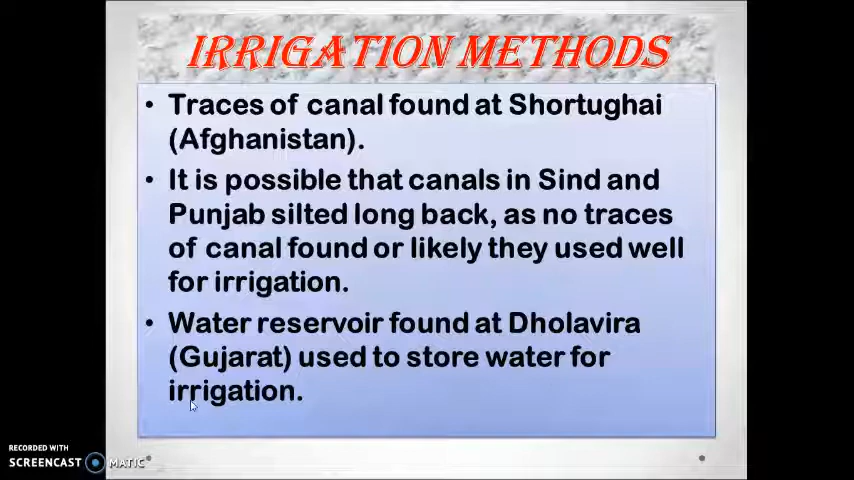 IRRIGATION METHODS
• Traces of canal found at Shortughai
(Afghanistan).
• It is possible that canals in Sind and
Punjab silted long back, as no traces
of canal found or likely they used well
for irrigation.
• Water reservoir found at Dholavira
(Gujarat) used to store water for
irrigation.
RECORDED WITH
SCREENCAST MATIC